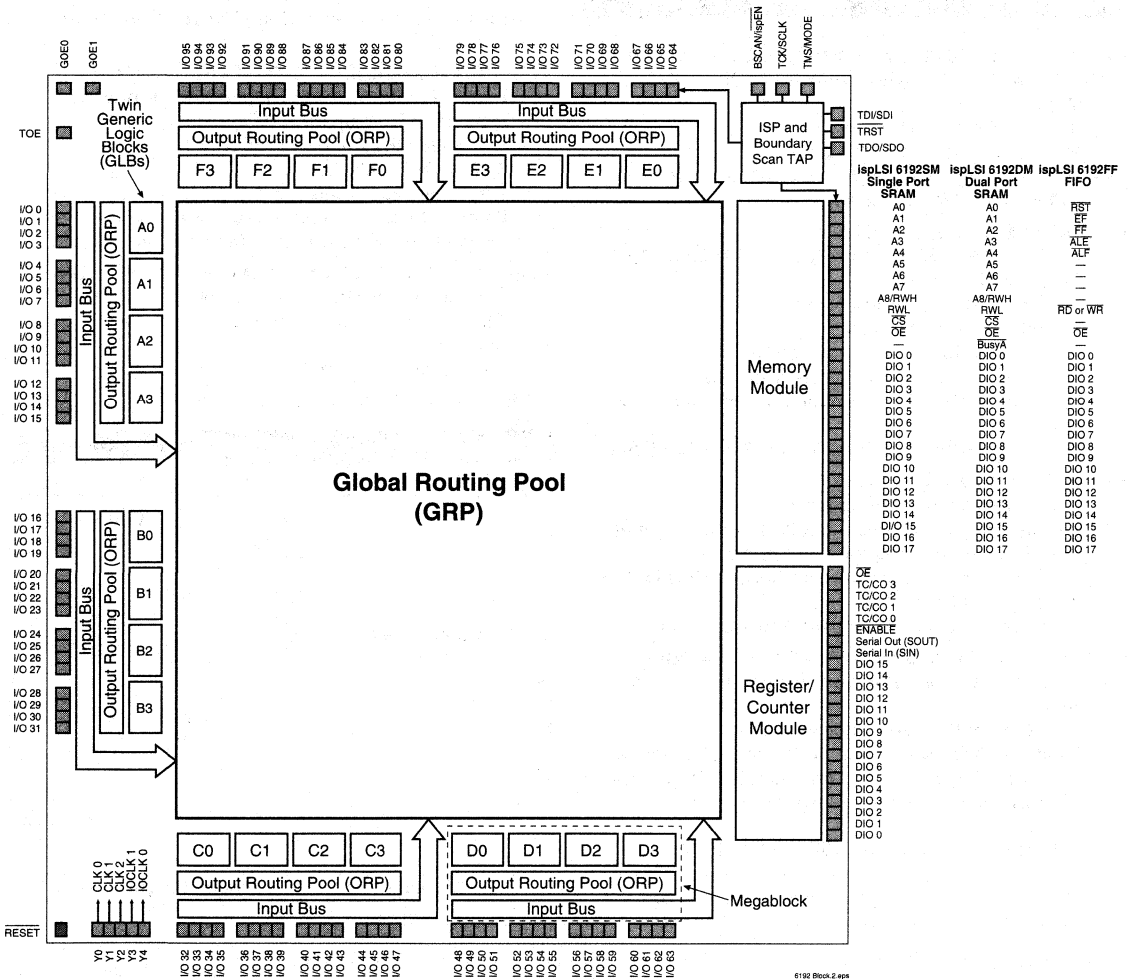 GOE0
GOE1
I/O 95
I/O 94
I/O 93
I/O 92
I/O 91
I/O 90
I/O 89
I/O 88
I/O 87
I/O 86
I/O 85
I/O 84
I/O 83
I/O 82
I/O 81
I/O 80
I/O 79
I/O 78
I/O 77
I/O 76
I/O 75
I/O 74
I/O 73
I/O 72
I/O 71
I/O 70
I/O 69
I/O 68
I/O 67
I/O 66
I/O 65
I/O 64
BSCAN/ispEN
TCK/SCLK
TMS/MODE
TOE
Twin
Generic
Logic
Blocks
(GLBs)
Input Bus
Output Routing Pool (ORP)
F3 F2 F1 F0
Input Bus
Output Routing Pool (ORP)
E3 E2 E1 E0
ISP and
Boundary
Scan TAP
TDI/SDI
TRST
TDO/SDO
I/O 0
I/O 1
I/O 2
I/O 3
I/O 4
I/O 5
I/O 6
I/O 7
I/O 8
I/O 9
I/O 10
I/O 11
I/O 12
I/O 13
I/O 14
I/O 15
Input Bus
Output Routing Pool (ORP)
A0
A1
A2
A3
I/O 16
I/O 17
I/O 18
I/O 19
I/O 20
I/O 21
I/O 22
I/O 23
I/O 24
I/O 25
I/O 26
I/O 27
I/O 28
I/O 29
I/O 30
I/O 31
Input Bus
Output Routing Pool (ORP)
B0
B1
B2
B3
Global Routing Pool
(GRP)
Memory
Module
Register/
Counter
Module
ispLSI 6192SM ispLSI 6192DM ispLSI 6192FF
Single Port Dual Port FIFO
SRAM SRAM
A0 A0 RST
A1 A1 EF
A2 A2 FF
A3 A3 ALE
A4 A4 ALF
A5 A5 —
A6 A6 —
A7 A7 —
A8/RWH A8/RWH —
RWL RWL RD or WR
CS CS —
OE OE OE
— BusyA —
DIO 0 DIO 0 DIO 0
DIO 1 DIO 1 DIO 1
DIO 2 DIO 2 DIO 2
DIO 3 DIO 3 DIO 3
DIO 4 DIO 4 DIO 4
DIO 5 DIO 5 DIO 5
DIO 6 DIO 6 DIO 6
DIO 7 DIO 7 DIO 7
DIO 8 DIO 8 DIO 8
DIO 9 DIO 9 DIO 9
DIO 10 DIO 10 DIO 10
DIO 11 DIO 11 DIO 11
DIO 12 DIO 12 DIO 12
DIO 13 DIO 13 DIO 13
DIO 14 DIO 14 DIO 14
DI/O 15 DIO 15 DIO 15
DIO 16 DIO 16 DIO 16
DIO 17 DIO 17 DIO 17
OE
TC/CO 3
TC/CO 2
TC/CO 1
TC/CO 0
ENABLE
Serial Out (SOUT)
Serial In (SIN)
DIO 15
DIO 14
DIO 13
DIO 12
DIO 11
DIO 10
DIO 9
DIO 8
DIO 7
DIO 6
DIO 5
DIO 4
DIO 3
DIO 2
DIO 1
DIO 0
C0 C1 C2 C3
Output Routing Pool (ORP)
Input Bus
D0 D1 D2 D3
Output Routing Pool (ORP)
Input Bus
Megablock
CLK 0
CLK 1
CLK 2
IOCLK 1
IOCLK 0
RESET
Y0
Y1
Y2
Y3
Y4
I/O 32
I/O 33
I/O 34
I/O 35
I/O 36
I/O 37
I/O 38
I/O 39
I/O 40
I/O 41
I/O 42
I/O 43
I/O 44
I/O 45
I/O 46
I/O 47
I/O 48
I/O 49
I/O 50
I/O 51
I/O 52
I/O 53
I/O 54
I/O 55
I/O 56
I/O 57
I/O 58
I/O 59
I/O 60
I/O 61
I/O 62
I/O 63
6192 Block.2.eps